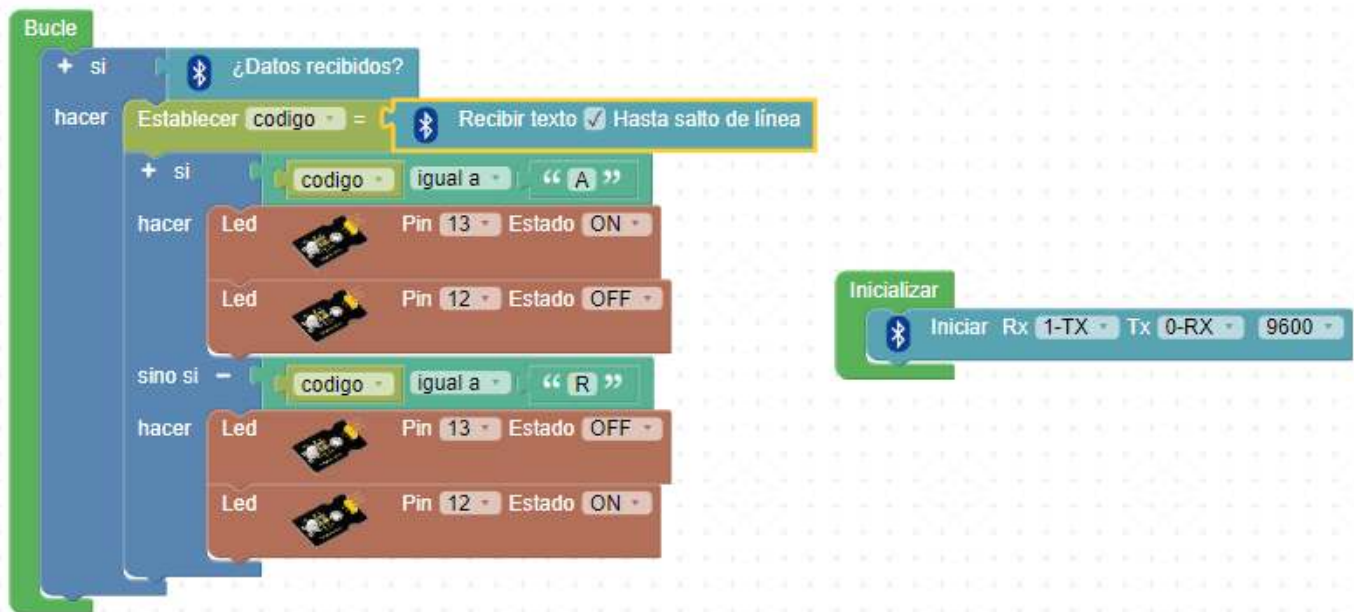 Bucle
+ si ¿Datos recibidos?
hacer Establecer codigo = Recibir texto ✓ Hasta salto de línea
+ si codigo igual a “ A ”
hacer Led Pin 13 Estado ON
Led Pin 12 Estado OFF
sino si - codigo igual a “ R ”
hacer Led Pin 13 Estado OFF
Led Pin 12 Estado ON
Inicializar
Iniciar Rx 1-TX Tx 0-RX 9600